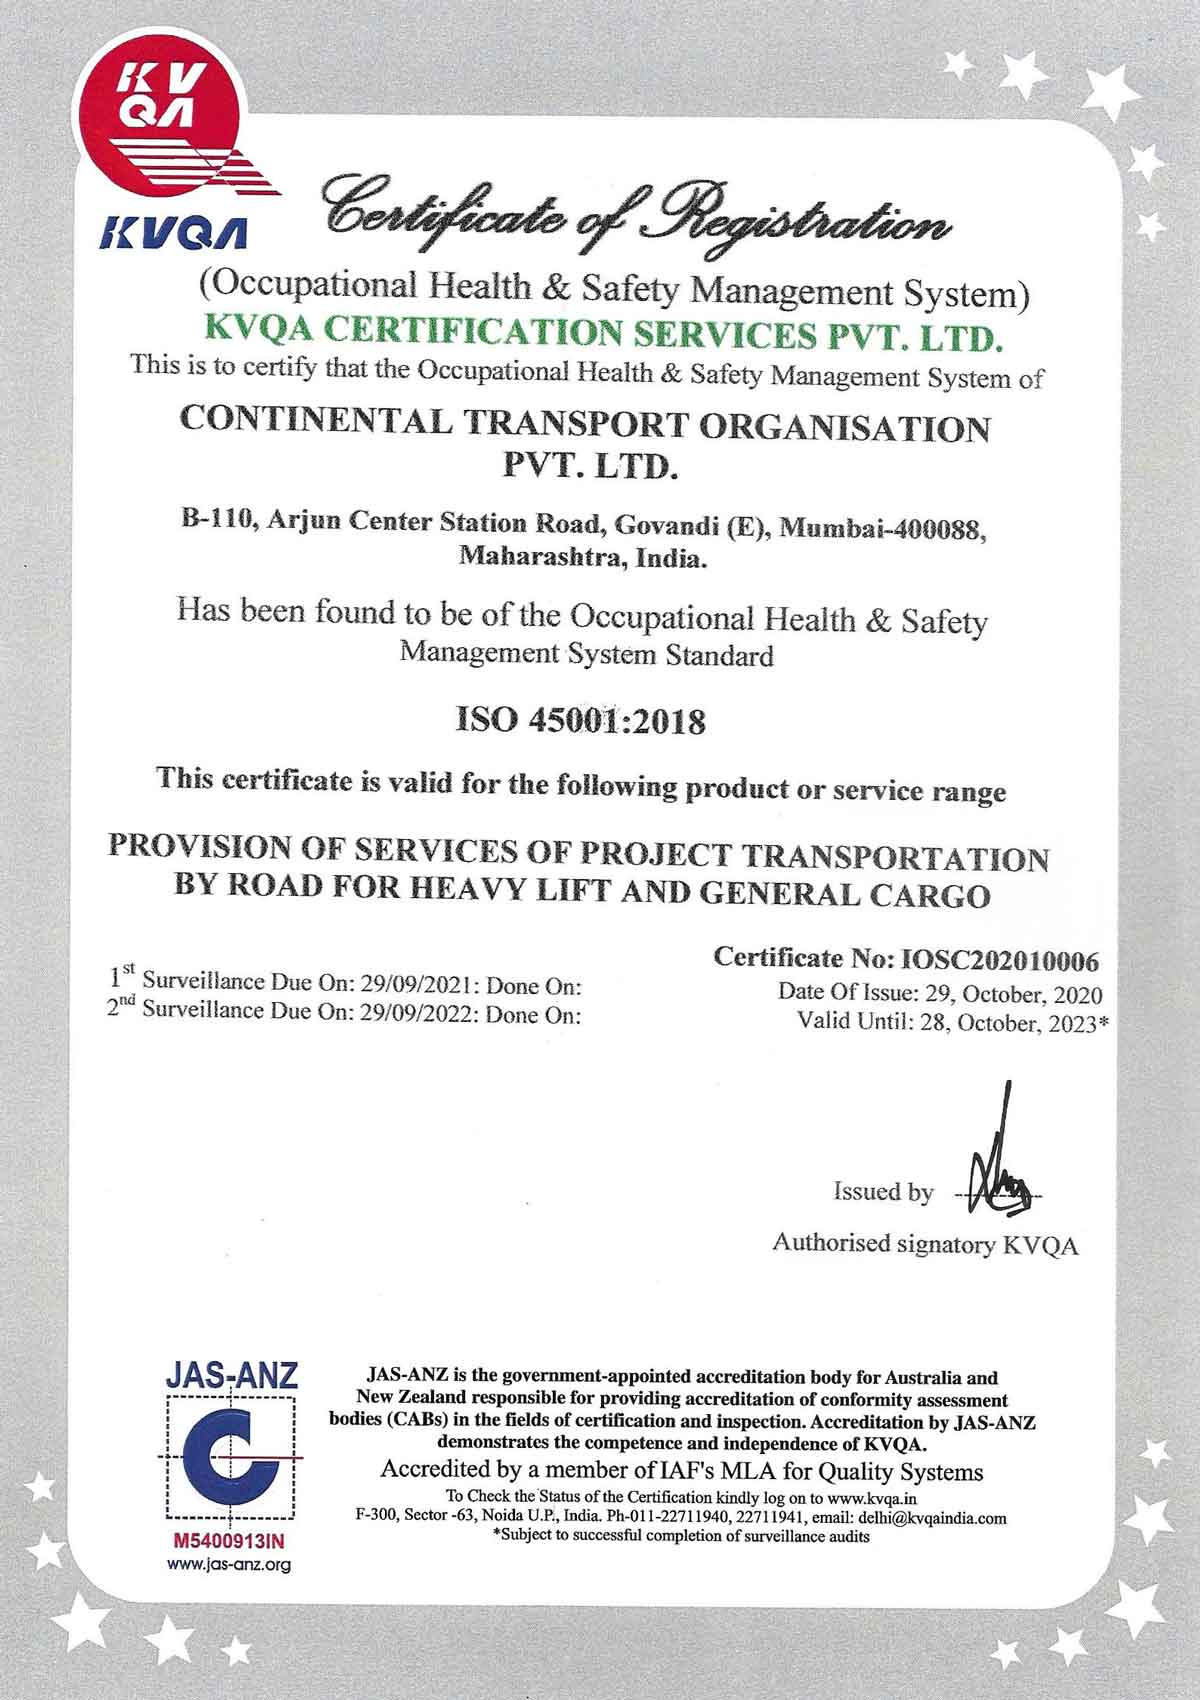 KV
QA
KVQA
Certificate of Registration
(Occupational Health & Safety Management System)
KVQA CERTIFICATION SERVICES PVT. LTD.
This is to certify that the Occupational Health & Safety Management System of
CONTINENTAL TRANSPORT ORGANISATION
PVT. LTD.
B-110, Arjun Center Station Road, Govandi (E), Mumbai-400088,
Maharashtra, India.
Has been found to be of the Occupational Health & Safety
Management System Standard
ISO 45001:2018
This certificate is valid for the following product or service range
PROVISION OF SERVICES OF PROJECT TRANSPORTATION
BY ROAD FOR HEAVY LIFT AND GENERAL CARGO
1st Surveillance Due On: 29/09/2021: Done On:
2nd Surveillance Due On: 29/09/2022: Done On:
Certificate No: IOSC202010006
Date Of Issue: 29, October, 2020
Valid Until: 28, October, 2023*
Issued by
Authorised signatory KVQA
JAS-ANZ
M5400913IN
www.jas-anz.org
JAS-ANZ is the government-appointed accreditation body for Australia and
New Zealand responsible for providing accreditation of conformity assessment
bodies (CABs) in the fields of certification and inspection. Accreditation by JAS-ANZ
demonstrates the competence and independence of KVQA.
Accredited by a member of IAF's MLA for Quality Systems
To Check the Status of the Certification kindly log on to www.kvqa.in
F-300, Sector -63, Noida U.P., India. Ph-011-22711940, 22711941, email: delhi@kvqaindia.com
*Subject to successful completion of surveillance audits